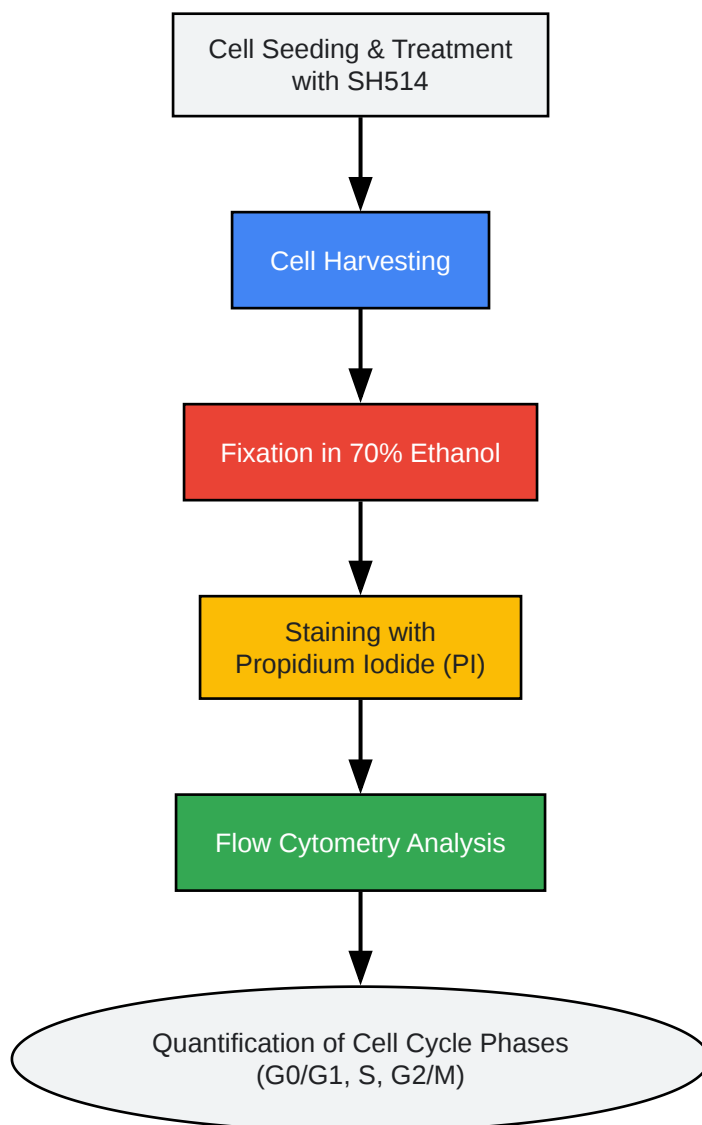 Cell Seeding & Treatment
with SH514
Cell Harvesting
Fixation in 70% Ethanol
Staining with
Propidium Iodide (PI)
Flow Cytometry Analysis
Quantification of Cell Cycle Phases
(G0/G1, S, G2/M)